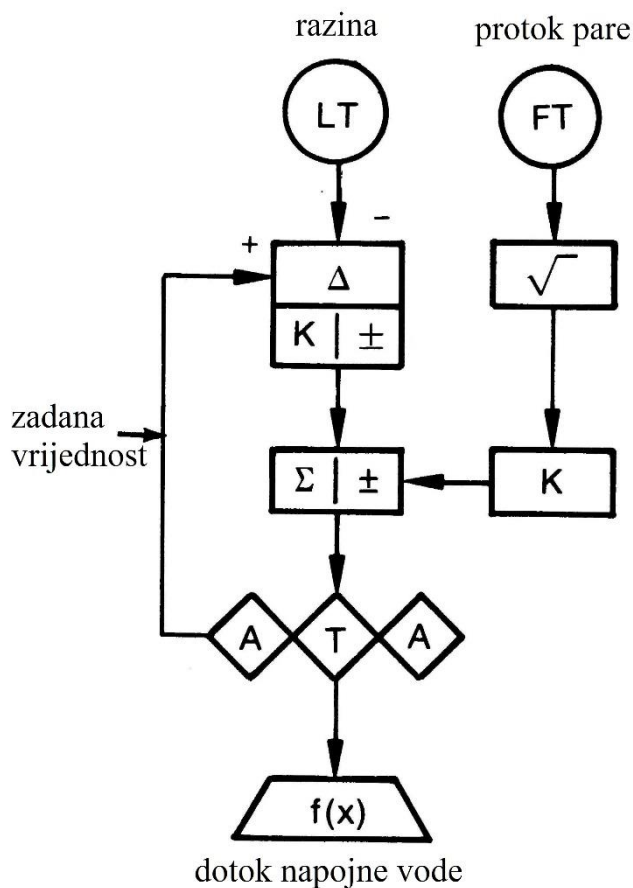 razina
protok pare
LT
FT
+
−
Δ
√
K | ±
zadana
vrijednost
Σ | ±
K
A
T
A
f(x)
dotok napojne vode